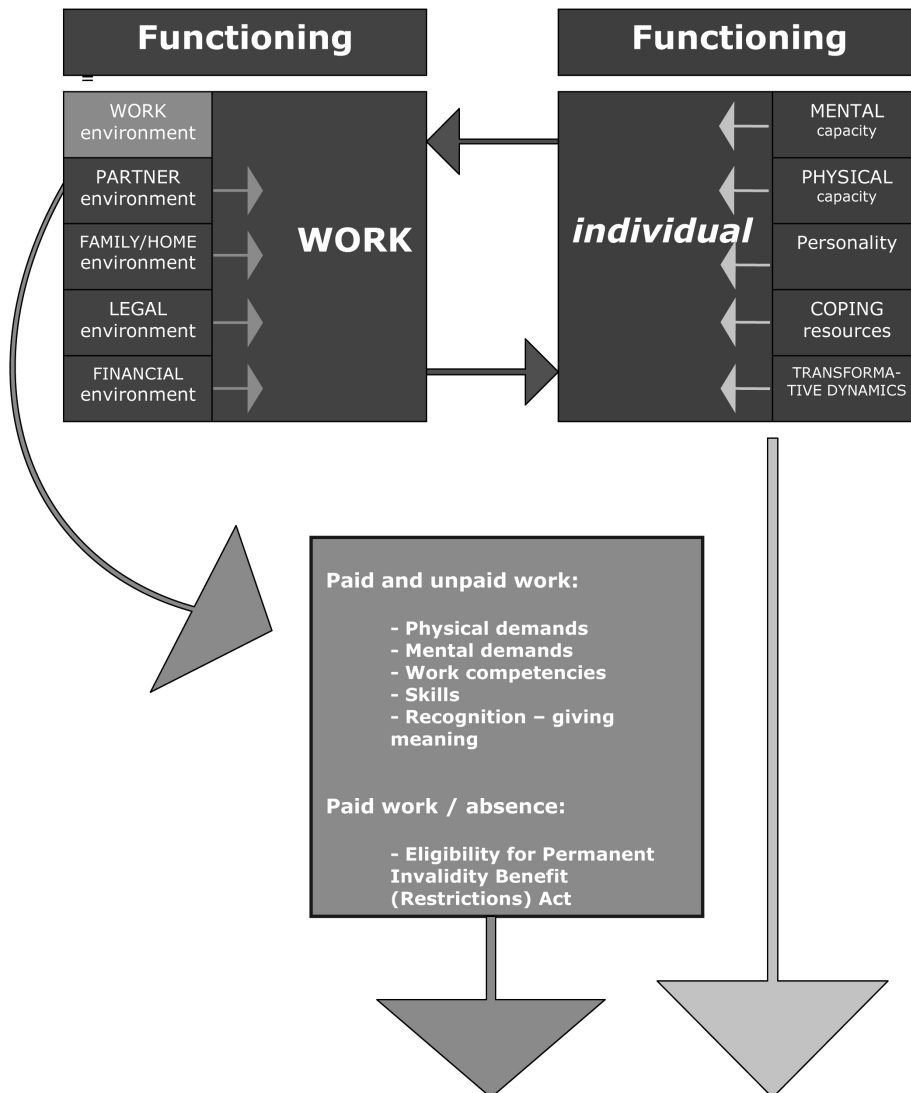 Functioning
Functioning
WORK
environment
PARTNER
environment
FAMILY/HOME
environment
LEGAL
environment
FINANCIAL
environment
WORK
individual
MENTAL
capacity
PHYSICAL
capacity
Personality
COPING
resources
TRANSFORMA-
TIVE DYNAMICS
Paid and unpaid work:
- Physical demands
- Mental demands
- Work competencies
- Skills
- Recognition – giving
meaning
Paid work / absence:
- Eligibility for Permanent
Invalidity Benefit
(Restrictions) Act